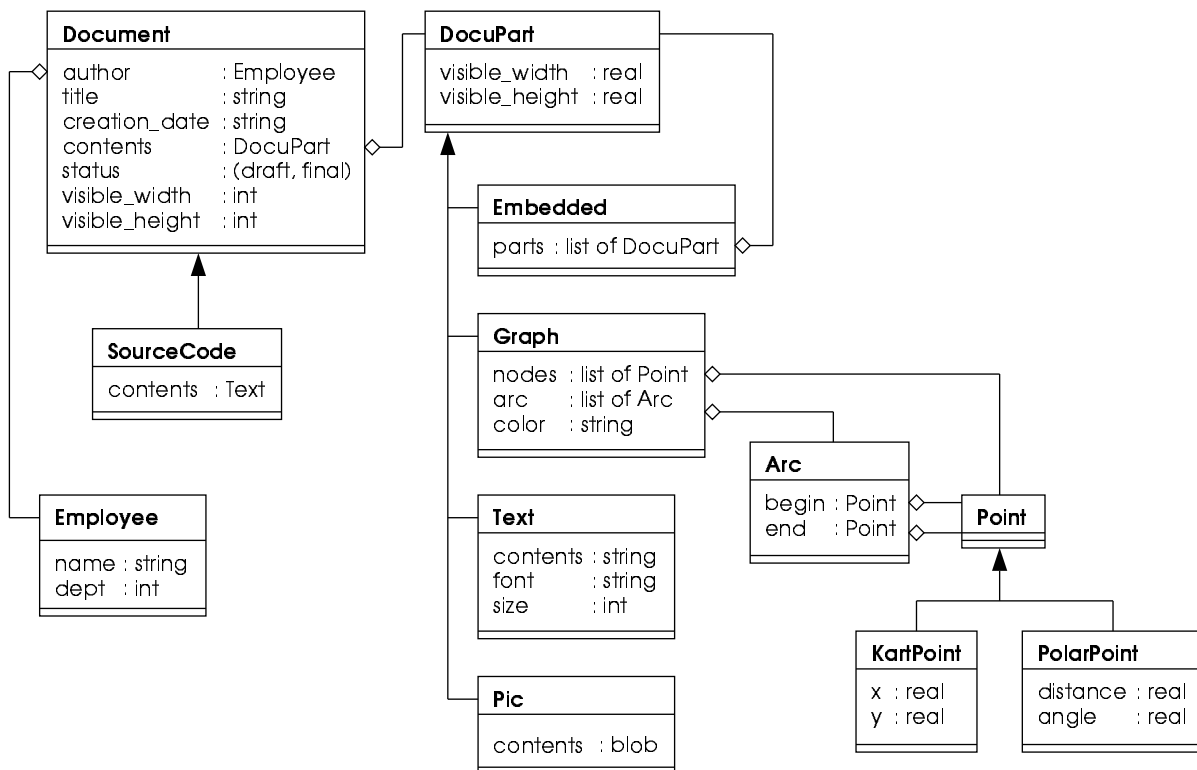 Document
author : Employee
title : string
creation_date : string
contents : DocuPart
status : (draft, final)
visible_width : int
visible_height : int
DocuPart
visible_width : real
visible_height : real
Embedded
parts : list of DocuPart
SourceCode
contents : Text
Graph
nodes : list of Point
arc : list of Arc
color : string
Arc
begin : Point
end : Point
Point
Employee
name : string
dept : int
Text
contents : string
font : string
size : int
KartPoint
x : real
y : real
PolarPoint
distance : real
angle : real
Pic
contents : blob